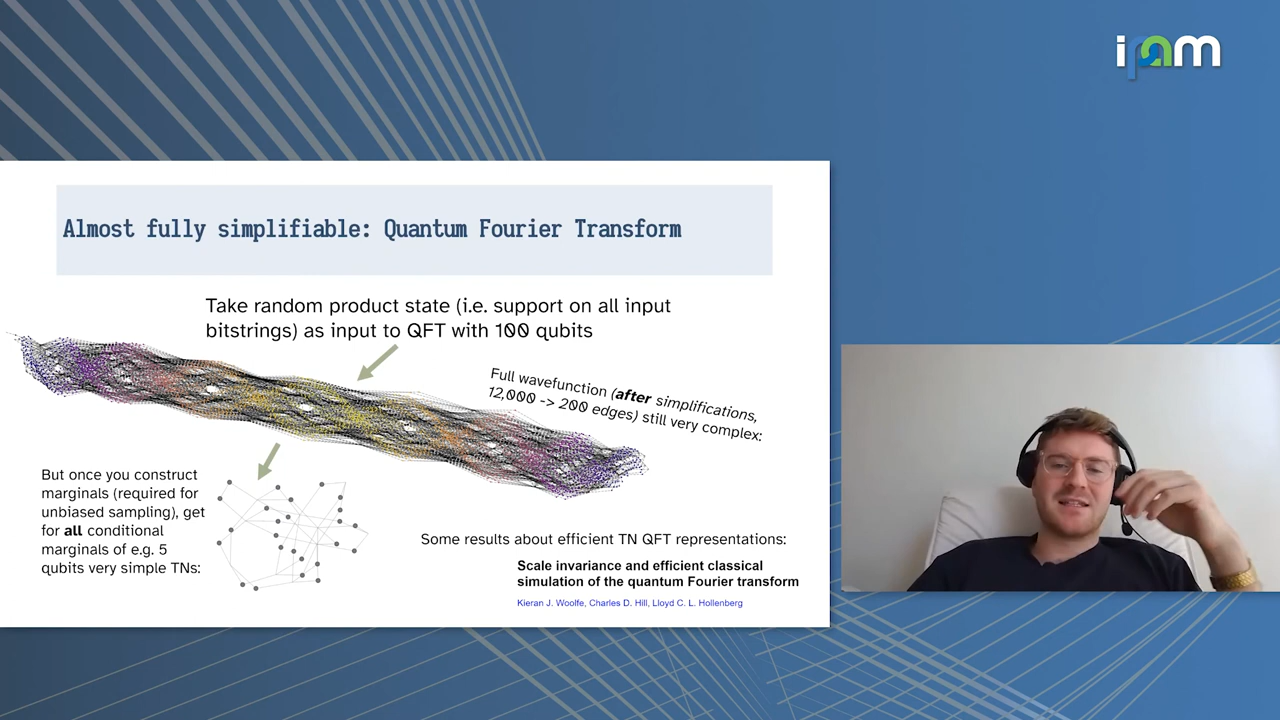 ipam
Almost fully simplifiable: Quantum Fourier Transform
Take random product state (i.e. support on all input
bitstrings) as input to QFT with 100 qubits
Full wavefunction (after simplifications,
12,000 -> 200 edges) still very complex:
But once you construct
marginals (required for
unbiased sampling), get
for all conditional
marginals of e.g. 5
qubits very simple TNs:
Some results about efficient TN QFT representations:
Scale invariance and efficient classical
simulation of the quantum Fourier transform
Kieran J. Woolfe, Charles D. Hill, Lloyd C. L. Hollenberg